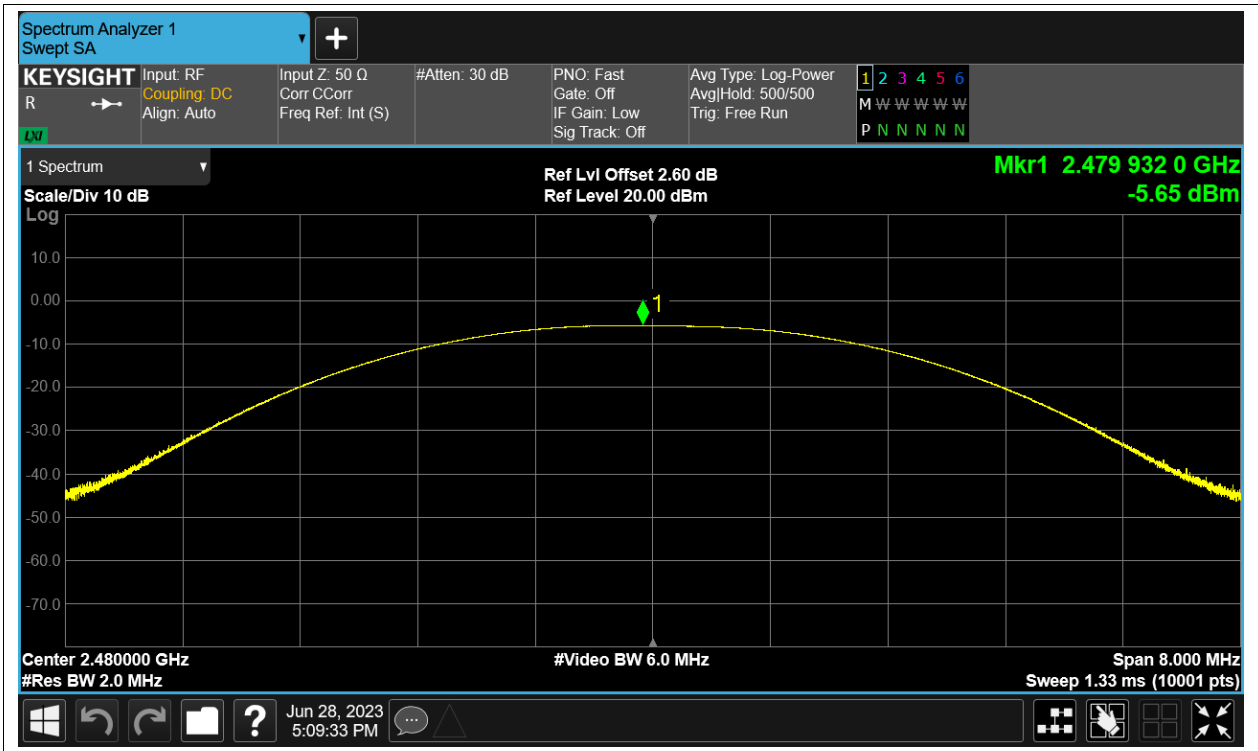 Spectrum Analyzer 1
Swept SA
KEYSIGHT
R
LXI
Input: RF
Coupling: DC
Align: Auto
Input Z: 50 Ω
Corr CCorr
Freq Ref: Int (S)
#Atten: 30 dB
PNO: Fast
Gate: Off
IF Gain: Low
Sig Track: Off
Avg Type: Log-Power
Avg|Hold: 500/500
Trig: Free Run
1 2 3 4 5 6
M W W W W W W
P N N N N N
1 Spectrum
Scale/Div 10 dB
Ref Lvl Offset 2.60 dB
Ref Level 20.00 dBm
Mkr1 2.479 932 0 GHz
-5.65 dBm
Log
10.0
0.00
-10.0
-20.0
-30.0
-40.0
-50.0
-60.0
-70.0
1
Center 2.480000 GHz
#Res BW 2.0 MHz
#Video BW 6.0 MHz
Span 8.000 MHz
Sweep 1.33 ms (10001 pts)
?
Jun 28, 2023
5:09:33 PM